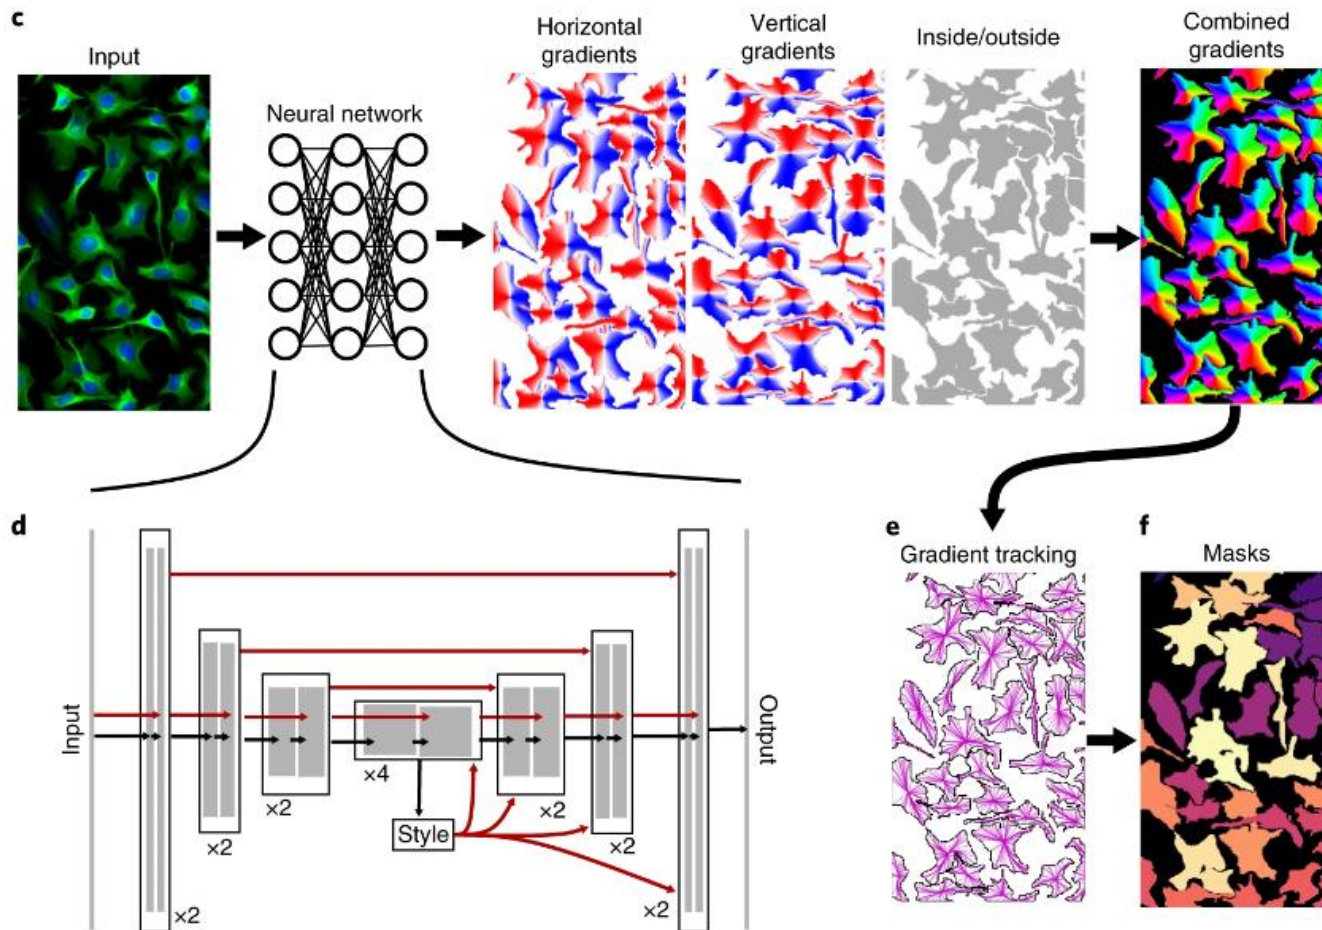 c
Input
Neural network
Horizontal
gradients
Vertical
gradients
Inside/outside
Combined
gradients
d
Input
×2
×2
×2
×4
Style
×2
×2
×2
Output
e
Gradient tracking
f
Masks